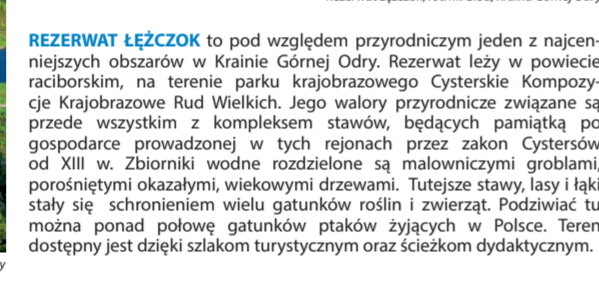 REZERWAT ŁĘŻCZOK to pod względem przyrodniczym jeden z najcen-
niejszych obszarów w Krainie Górnej Odry. Rezerwat leży w powiecie
raciborskim, na terenie parku krajobrazowego Cysterskie Kompozy-
cje Krajobrazowe Rud Wielkich. Jego walory przyrodnicze związane są
przede wszystkim z kompleksem stawów, będących pamiątką po
gospodarce prowadzonej w tych rejonach przez zakon Cystersów
od XIII w. Zbiorniki wodne rozdzielone są malowniczymi groblami,
porośniętymi okazałymi, wiekowymi drzewami. Tutejsze stawy, lasy i łąki
stały się schronieniem wielu gatunków roślin i zwierząt. Podziwiać tu
można ponad połowę gatunków ptaków żyjących w Polsce. Teren
dostępny jest dzięki szlakom turystycznym oraz ścieżkom dydaktycznym.